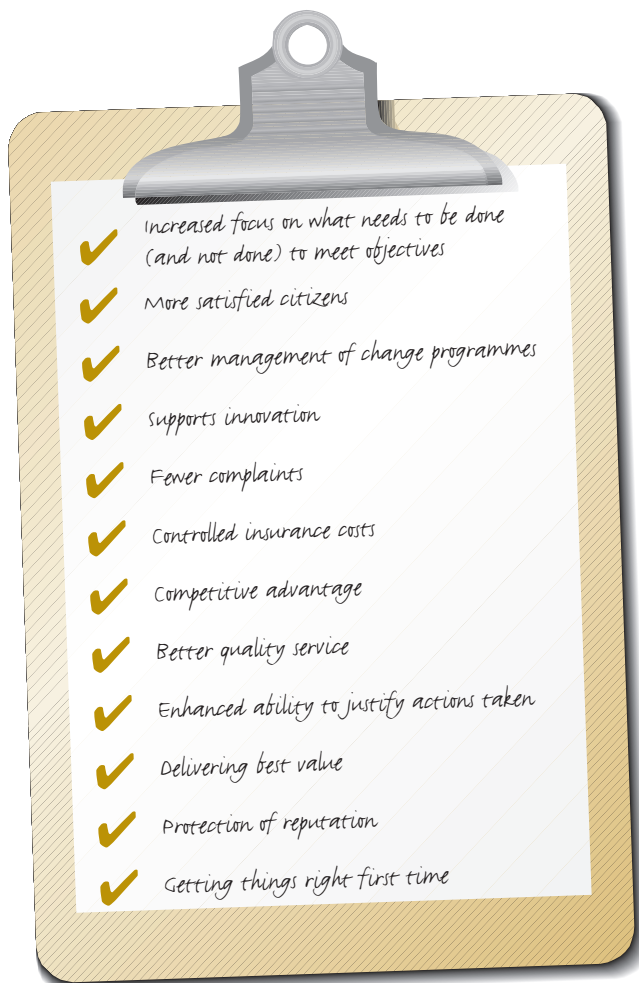 Increased focus on what needs to be done
(and not done) to meet objectives
More satisfied citizens
Better management of change programmes
Supports innovation
Fewer complaints
Controlled insurance costs
Competitive advantage
Better quality service
Enhanced ability to justify actions taken
Delivering best value
Protection of reputation
Getting things right first time